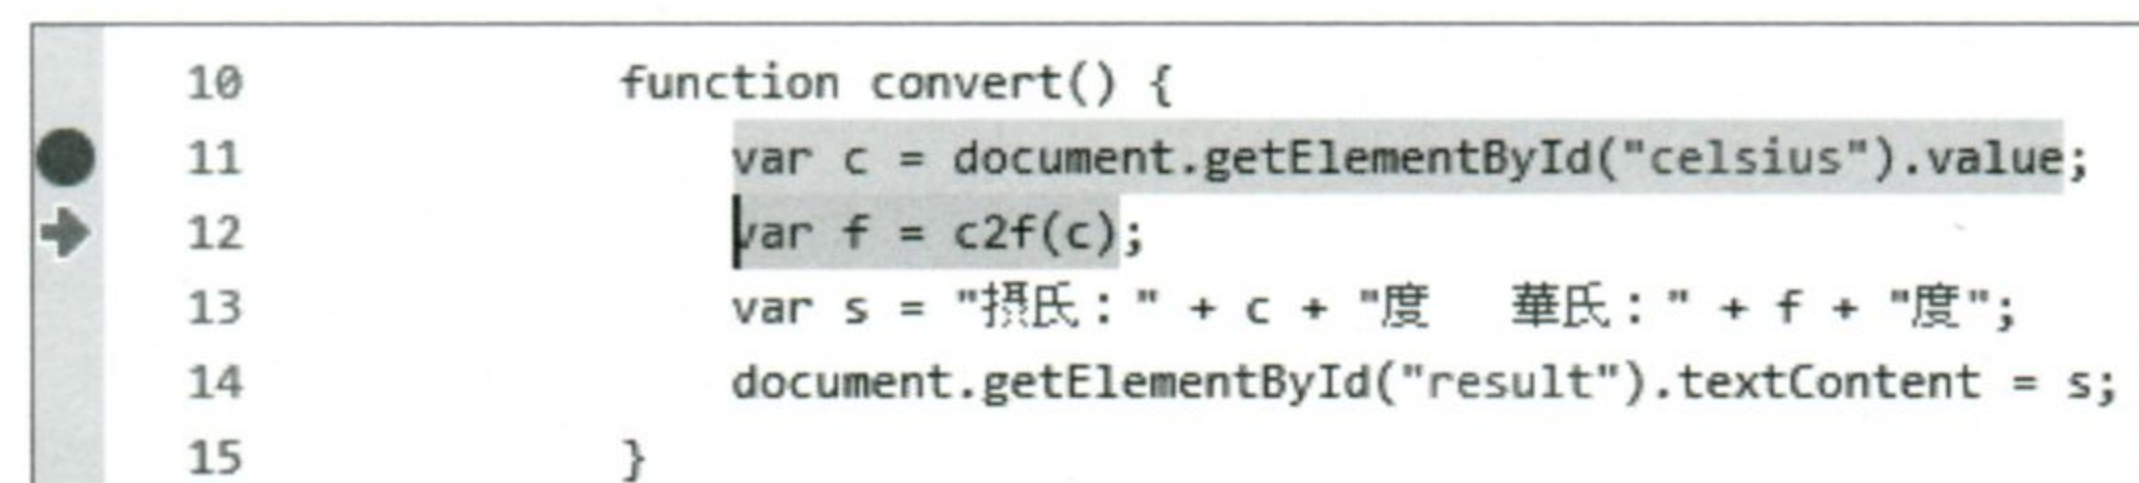 10 function convert() {
11 var c = document.getElementById("celsius").value;
12 var f = c2f(c);
13 var s = "摂氏：" + c + "度　華氏：" + f + "度";
14 document.getElementById("result").textContent = s;
15 }